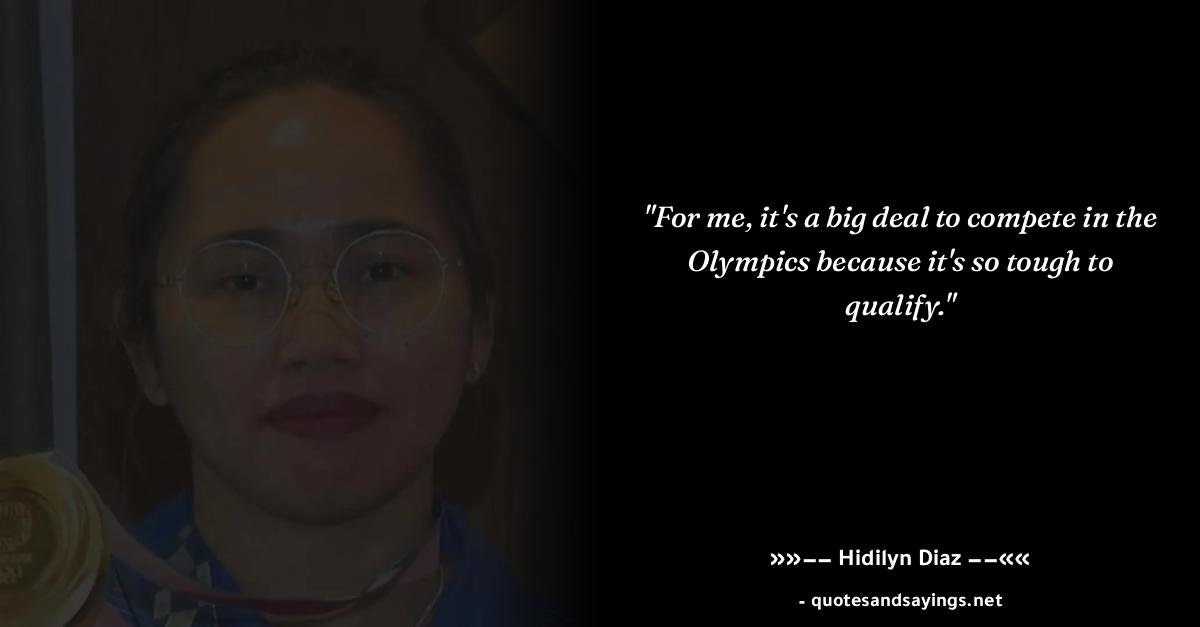 "For me, it's a big deal to compete in the
Olympics because it's so tough to
qualify."
»»−− Hidilyn Diaz −−««
- quotesandsayings.net